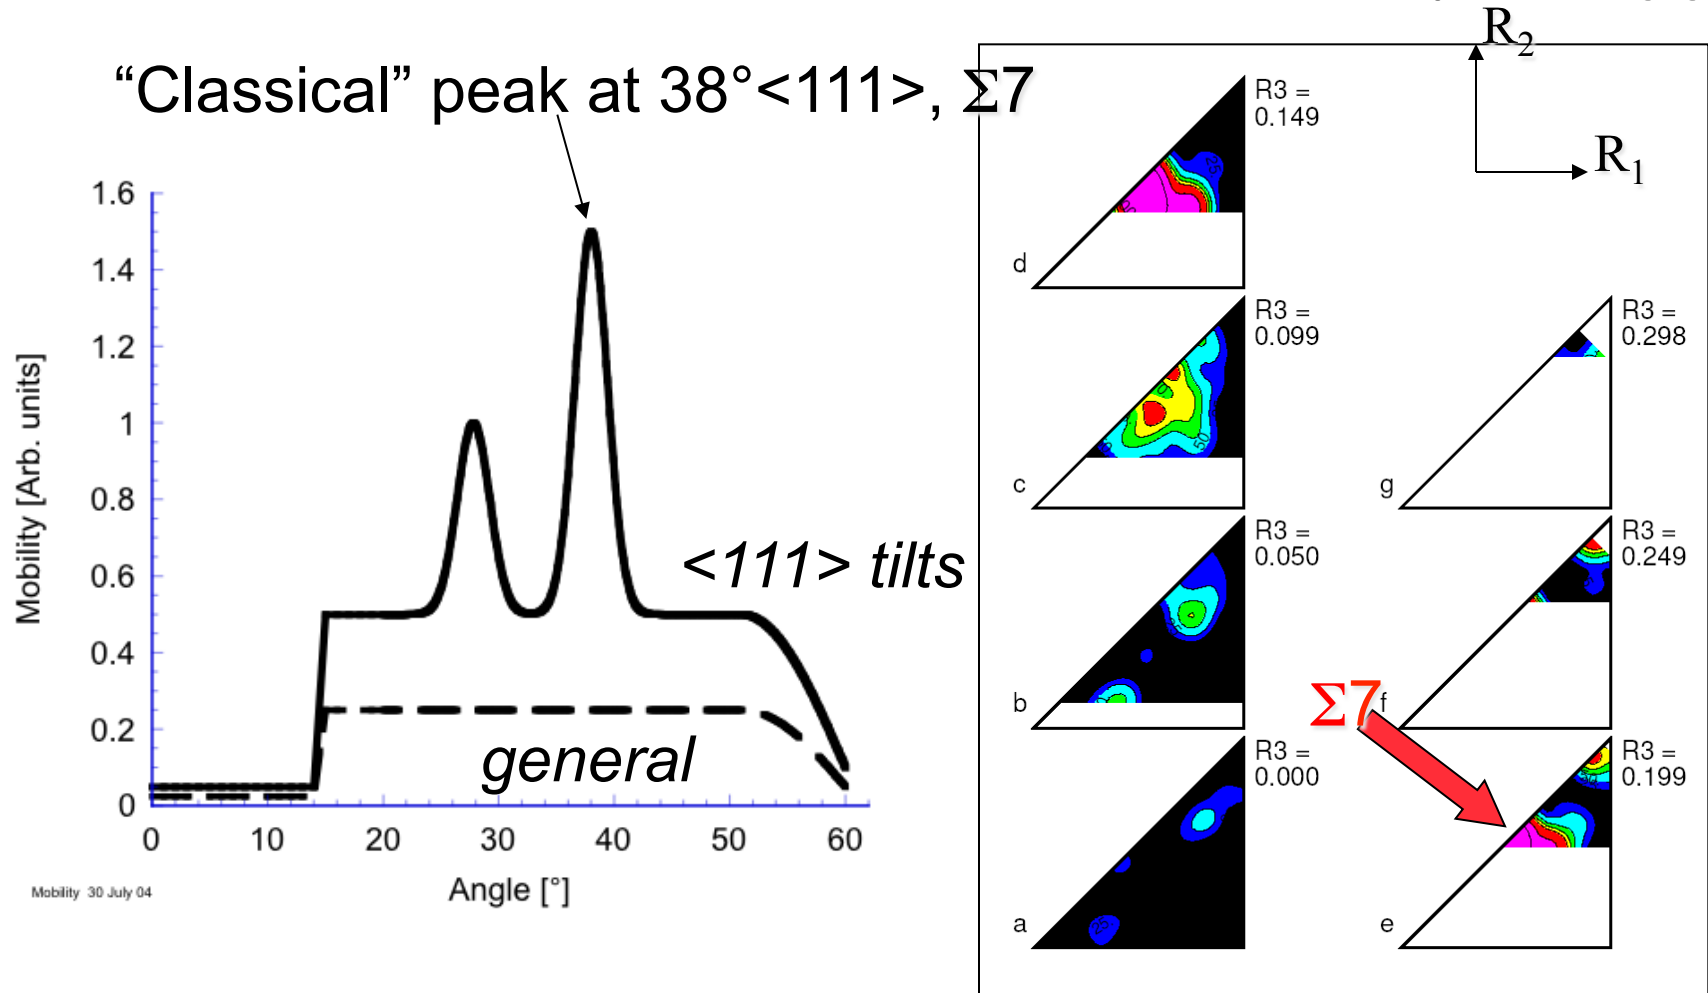 “Classical” peak at 38°<111>, Σ7
Mobility [Arb. units]
1.6
1.4
1.2
1
0.8
0.6
0.4
0.2
0
0 10 20 30 40 50 60
Angle [°]
<111> tilts
general
Mobility 30 July 04
R2
R1
R3 =
0.149
d
R3 =
0.099
50
c
R3 =
0.050
b
R3 =
0.000
25
a
R3 =
0.298
g
R3 =
0.249
f
Σ7
R3 =
0.199
e